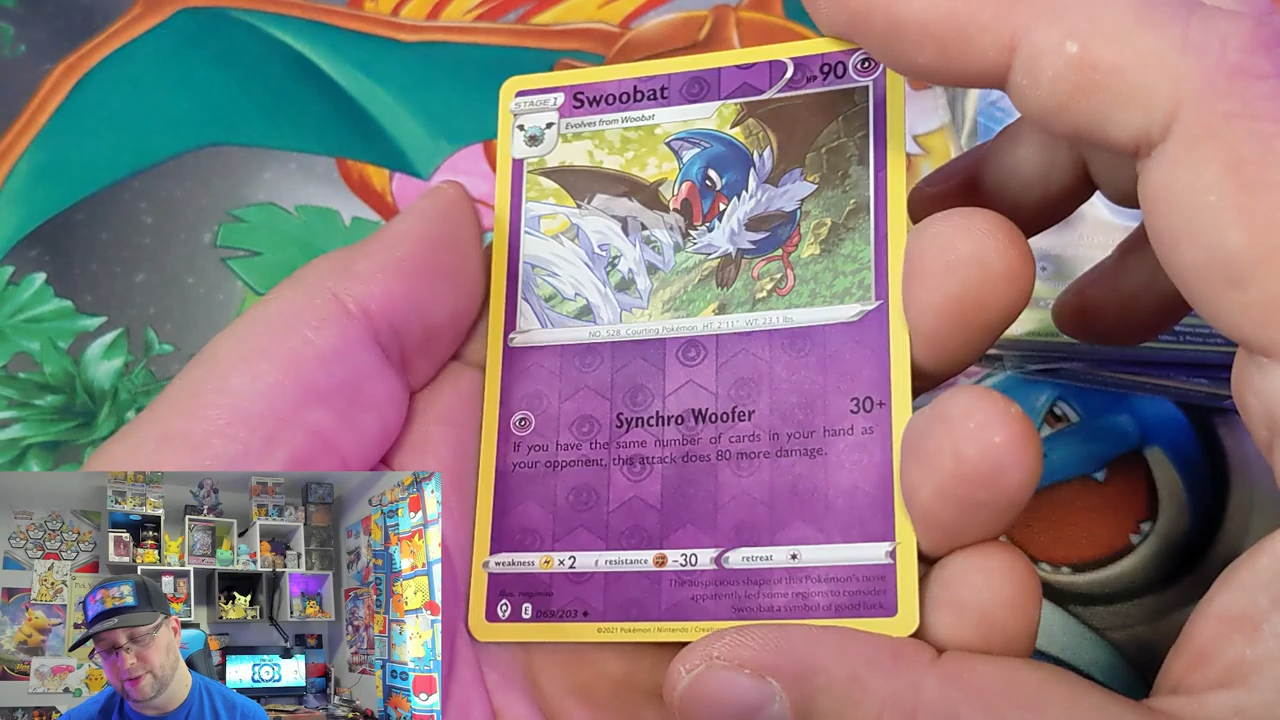 STAGE 1 Swoobat HP 90
Evolves from Woobat
NO. 528 Courting Pokémon HT: 2'11" WT: 23.1 lbs.
Synchro Woofer 30+
If you have the same number of cards in your hand as
your opponent, this attack does 80 more damage.
weakness ×2 resistance -30 retreat
The auspicious shape of this Pokémon's nose
apparently led some regions to consider
Swoobat a symbol of good luck.
Illus.
E 069/203
©2021 Pokémon / Nintendo /